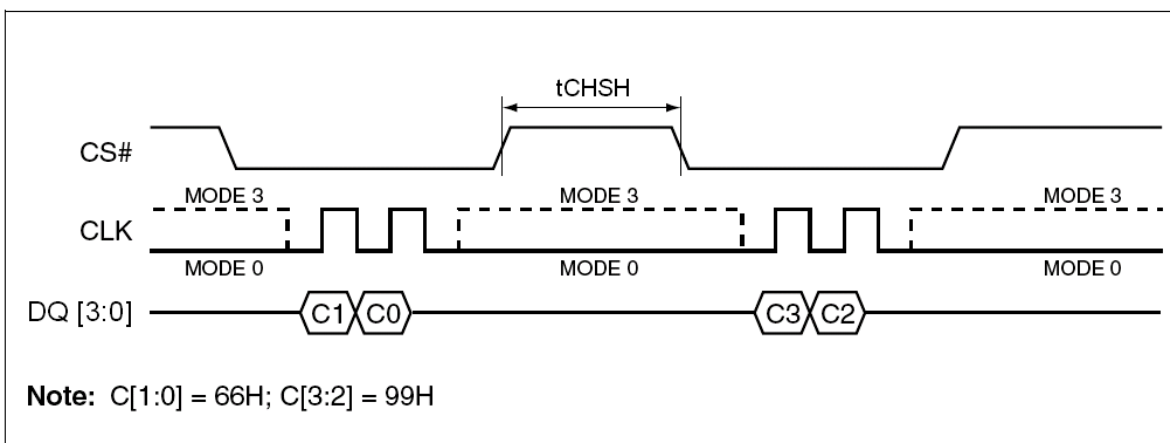 tCHSH
CS#
MODE 3 MODE 3 MODE 3
CLK
MODE 0 MODE 0 MODE 0
DQ [3:0] C1 C0 C3 C2
Note: C[1:0] = 66H; C[3:2] = 99H